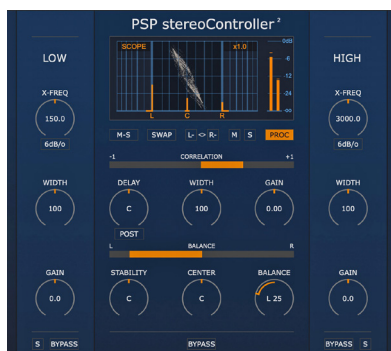 PSP stereoController²
LOW
HIGH
SCOPE
x1.0
0dB
-6
-12
-24
-oo
L
C
R
X-FREQ
150.0
6dB/o
X-FREQ
3000.0
6dB/o
M-S
SWAP
L- <> R-
M
S
PROC
-1
CORRELATION
+1
WIDTH
100
DELAY
C
WIDTH
100
GAIN
0.00
WIDTH
100
POST
L
BALANCE
R
GAIN
0.0
STABILITY
C
CENTER
C
BALANCE
L 25
GAIN
0.0
S
BYPASS
BYPASS
BYPASS
S